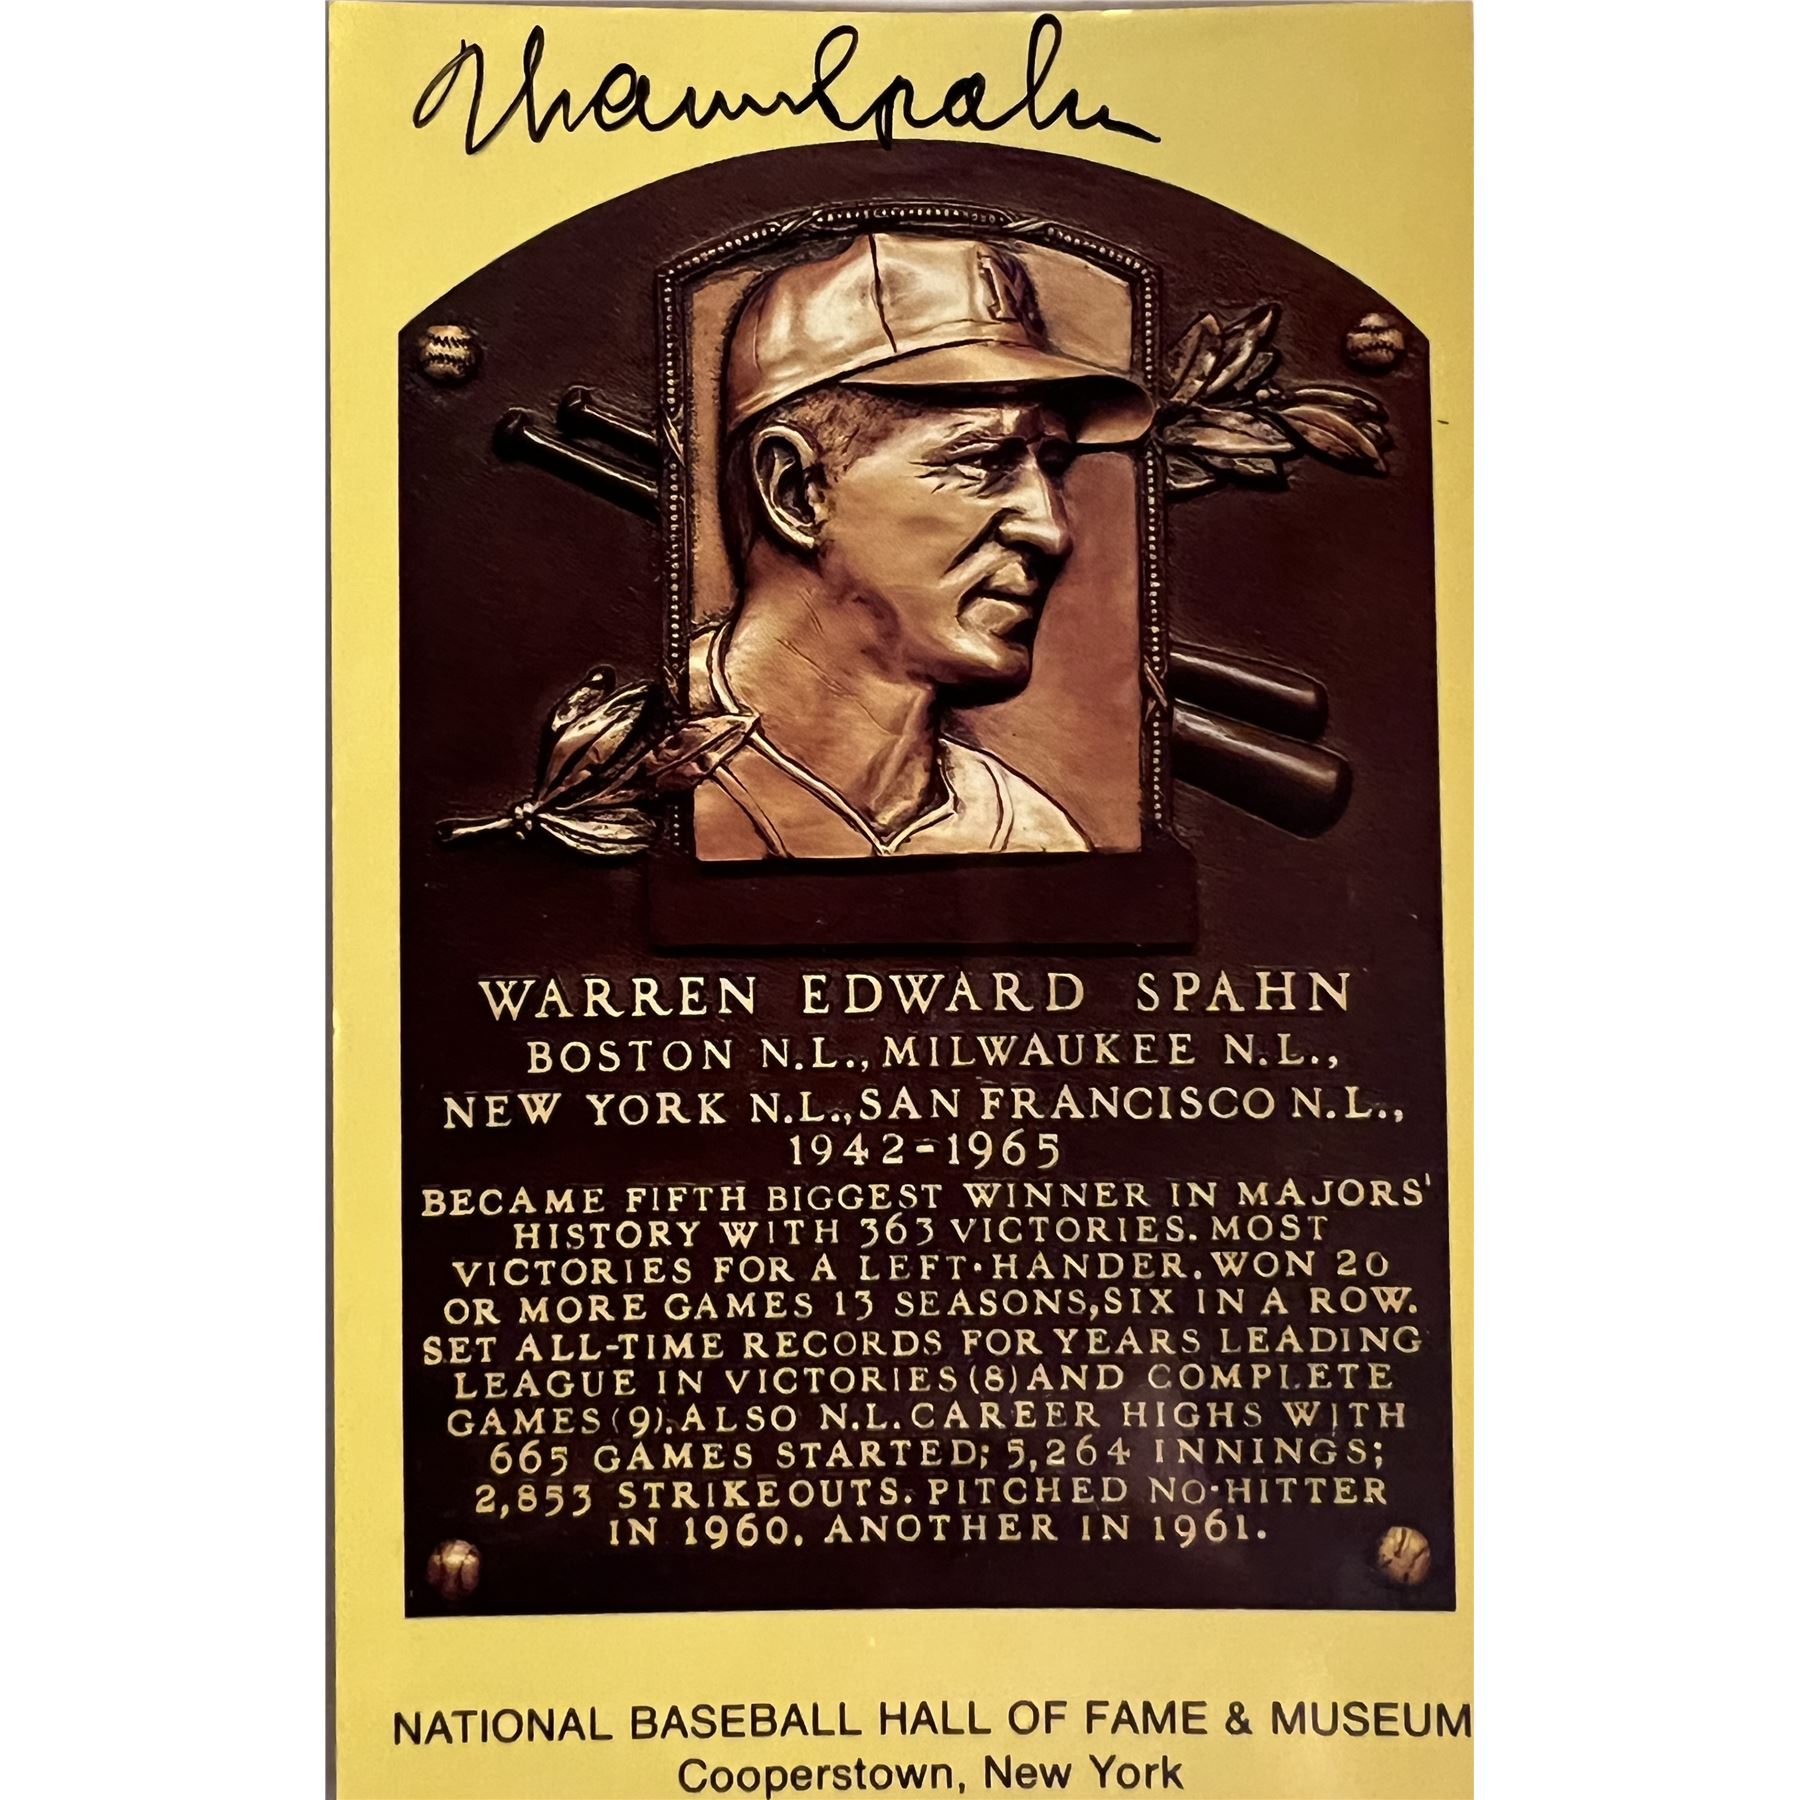 Warren Spahn
M
WARREN EDWARD SPAHN
BOSTON N.L., MILWAUKEE N.L.,
NEW YORK N.L., SAN FRANCISCO N.L.,
1942-1965
BECAME FIFTH BIGGEST WINNER IN MAJORS'
HISTORY WITH 363 VICTORIES. MOST
VICTORIES FOR A LEFT-HANDER. WON 20
OR MORE GAMES 13 SEASONS, SIX IN A ROW.
SET ALL-TIME RECORDS FOR YEARS LEADING
LEAGUE IN VICTORIES (8) AND COMPLETE
GAMES (9). ALSO N.L. CAREER HIGHS WITH
665 GAMES STARTED; 5,264 INNINGS;
2,853 STRIKEOUTS. PITCHED NO-HITTER
IN 1960. ANOTHER IN 1961.
NATIONAL BASEBALL HALL OF FAME & MUSEUM
Cooperstown, New York